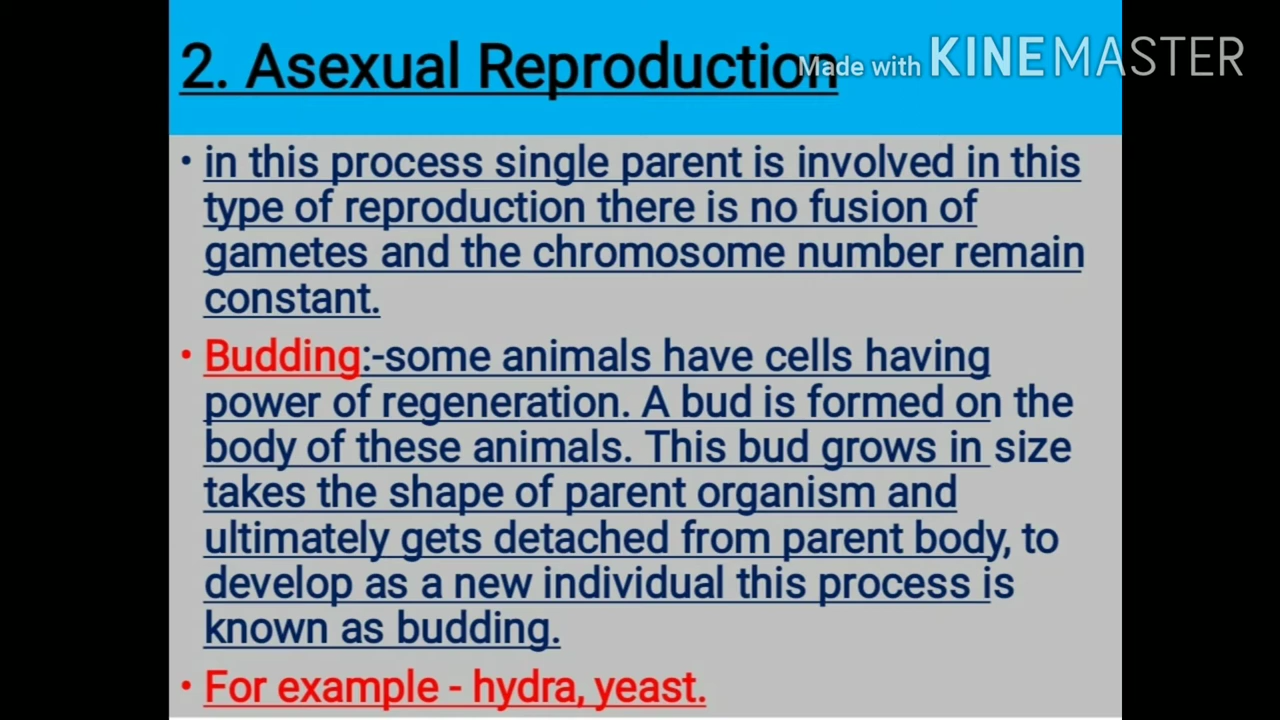 2. Asexual Reproduction
Made with KINEMASTER
• in this process single parent is involved in this
type of reproduction there is no fusion of
gametes and the chromosome number remain
constant.
• Budding:-some animals have cells having
power of regeneration. A bud is formed on the
body of these animals. This bud grows in size
takes the shape of parent organism and
ultimately gets detached from parent body, to
develop as a new individual this process is
known as budding.
• For example - hydra, yeast.